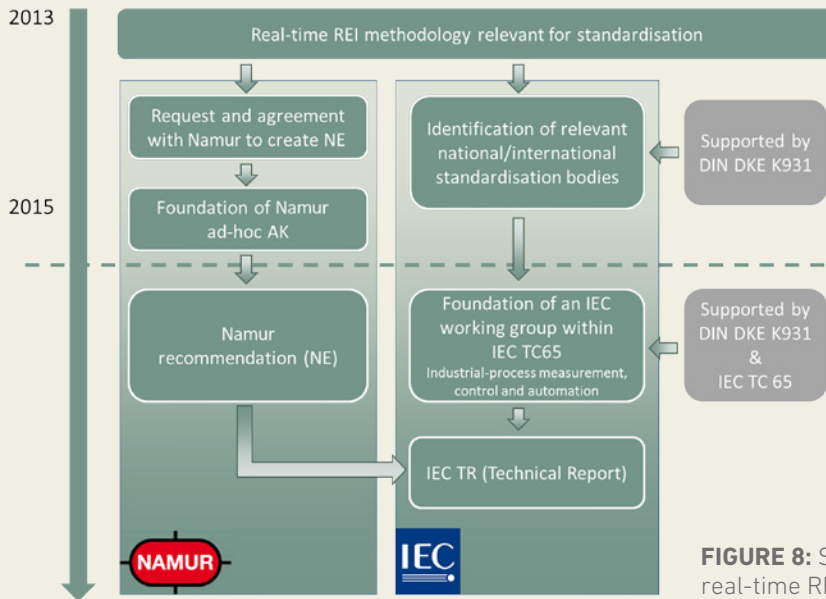 2013
Real-time REI methodology relevant for standardisation
Request and agreement
with Namur to create NE
Identification of relevant
national/international
standardisation bodies
Supported by
DIN DKE K931
2015
Foundation of Namur
ad-hoc AK
Namur
recommendation (NE)
Foundation of an IEC
working group within
IEC TC65
Industrial-process measurement,
control and automation
Supported by
DIN DKE K931
&
IEC TC 65
IEC TR (Technical Report)
NAMUR
IEC
FIGURE 8:
real-time